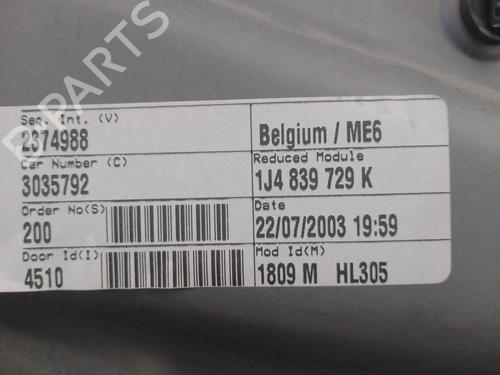 B-PARTS
Seq. Int. (V)
2374988
Belgium / ME6
Car Number (C)
3035792
Reduced Module
1J4 839 729 K
Order No(S)
200
Date
22/07/2003 19:59
Door Id(I)
4510
Mod Id(M)
1809 M HL305